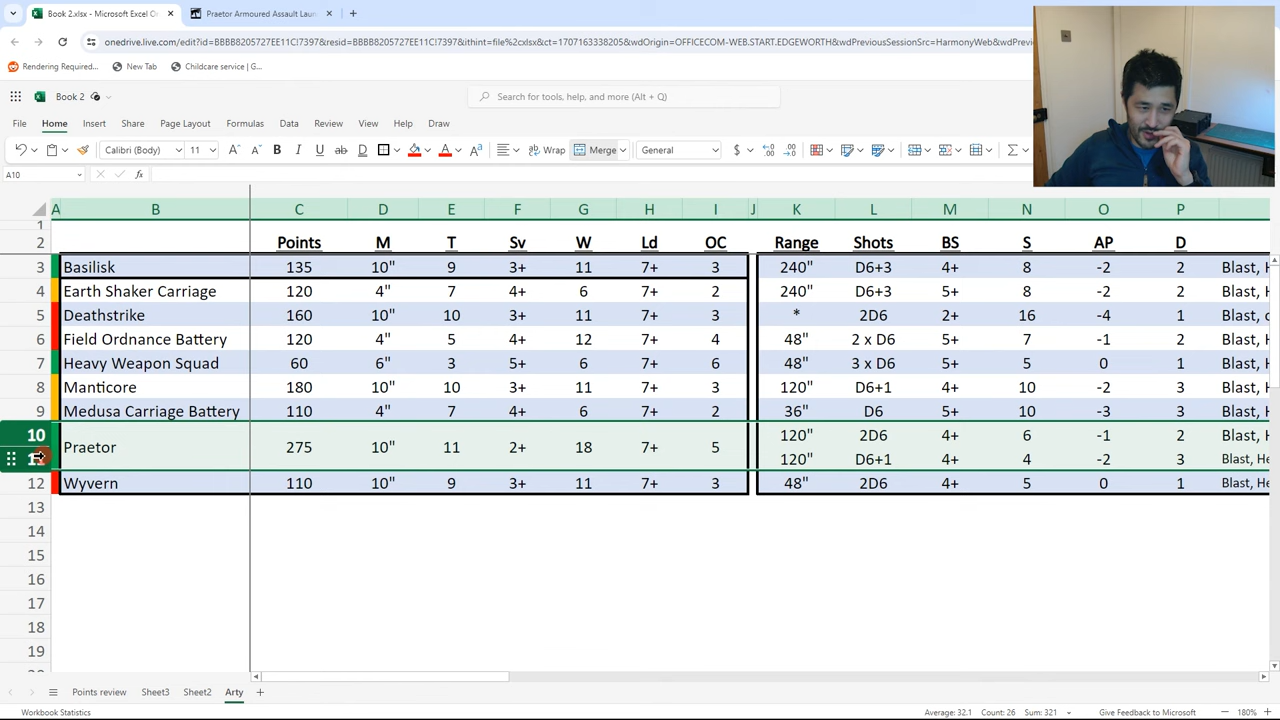 Book 2.xlsx - Microsoft Excel On
Praetor Armoured Assault Laun
onedrive.live.com/edit?id=BBBB8205727EE11C!7397&resid=BBBB8205727EE11C!7397&ithint=file%2cxlsx&ct=1707163338205&wdOrigin=OFFICECOM-WEB.START.EDGEWORTH&wdPreviousSessionSrc=HarmonyWeb&wdPrevi
Rendering Required... New Tab Childcare service | G...
Book 2 Search for tools, help, and more (Alt + Q)
File Home Insert Share Page Layout Formulas Data Review View Help Draw
Calibri (Body) 11 Wrap Merge General
A10 fx
A B C D E F G H I J K L M N O P
1
2 Points M T Sv W Ld OC Range Shots BS S AP D
3 Basilisk 135 10" 9 3+ 11 7+ 3 240" D6+3 4+ 8 -2 2 Blast, H
4 Earth Shaker Carriage 120 4" 7 4+ 6 7+ 2 240" D6+3 5+ 8 -2 2 Blast, H
5 Deathstrike 160 10" 10 3+ 11 7+ 3 * 2D6 2+ 16 -4 1 Blast, o
6 Field Ordnance Battery 120 4" 5 4+ 12 7+ 4 48" 2 x D6 5+ 7 -1 2 Blast, H
7 Heavy Weapon Squad 60 6" 3 5+ 6 7+ 6 48" 3 x D6 5+ 5 0 1 Blast, H
8 Manticore 180 10" 10 3+ 11 7+ 3 120" D6+1 4+ 10 -2 3 Blast, H
9 Medusa Carriage Battery 110 4" 7 4+ 6 7+ 2 36" D6 5+ 10 -3 3 Blast, H
10 120" 2D6 4+ 6 -1 2 Blast, H
Praetor 275 10" 11 2+ 18 7+ 5
11 120" D6+1 4+ 4 -2 3 Blast, He
12 Wyvern 110 10" 9 3+ 11 7+ 3 48" 2D6 4+ 5 0 1 Blast, He
13
14
15
16
17
18
19
Points review Sheet3 Sheet2 Arty
Workbook Statistics Average: 32.1 Count: 26 Sum: 321 Give Feedback to Microsoft 180%